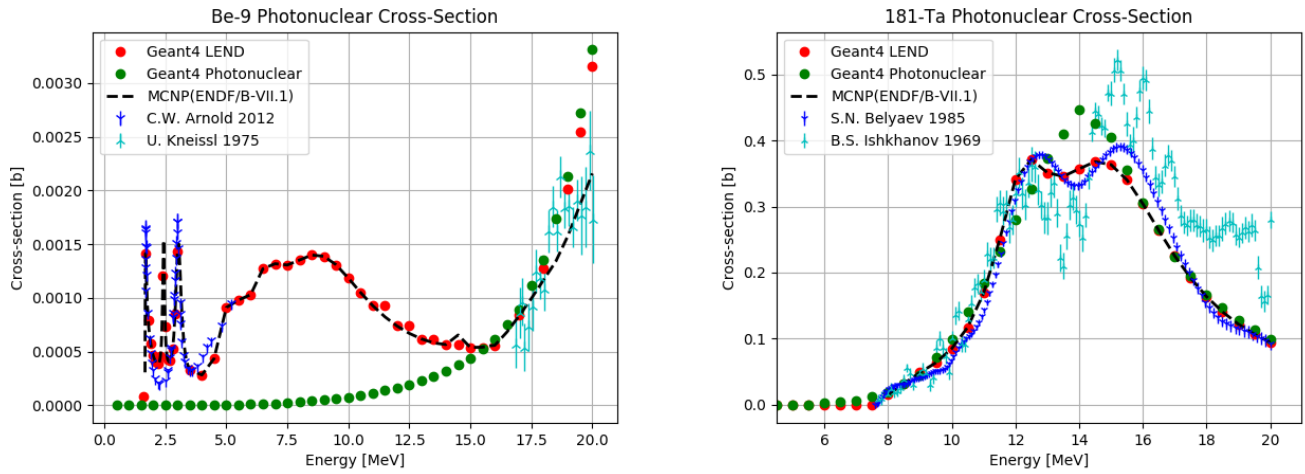 Be-9 Photonuclear Cross-Section
Geant4 LEND
Geant4 Photonuclear
MCNP(ENDF/B-VII.1)
C.W. Arnold 2012
U. Kneissl 1975
Cross-section [b]
0.0030
0.0025
0.0020
0.0015
0.0010
0.0005
0.0000
0.0 2.5 5.0 7.5 10.0 12.5 15.0 17.5 20.0
Energy [MeV]
181-Ta Photonuclear Cross-Section
Geant4 LEND
Geant4 Photonuclear
MCNP(ENDF/B-VII.1)
S.N. Belyaev 1985
B.S. Ishkhanov 1969
Cross-section [b]
0.5
0.4
0.3
0.2
0.1
0.0
6 8 10 12 14 16 18 20
Energy [MeV]